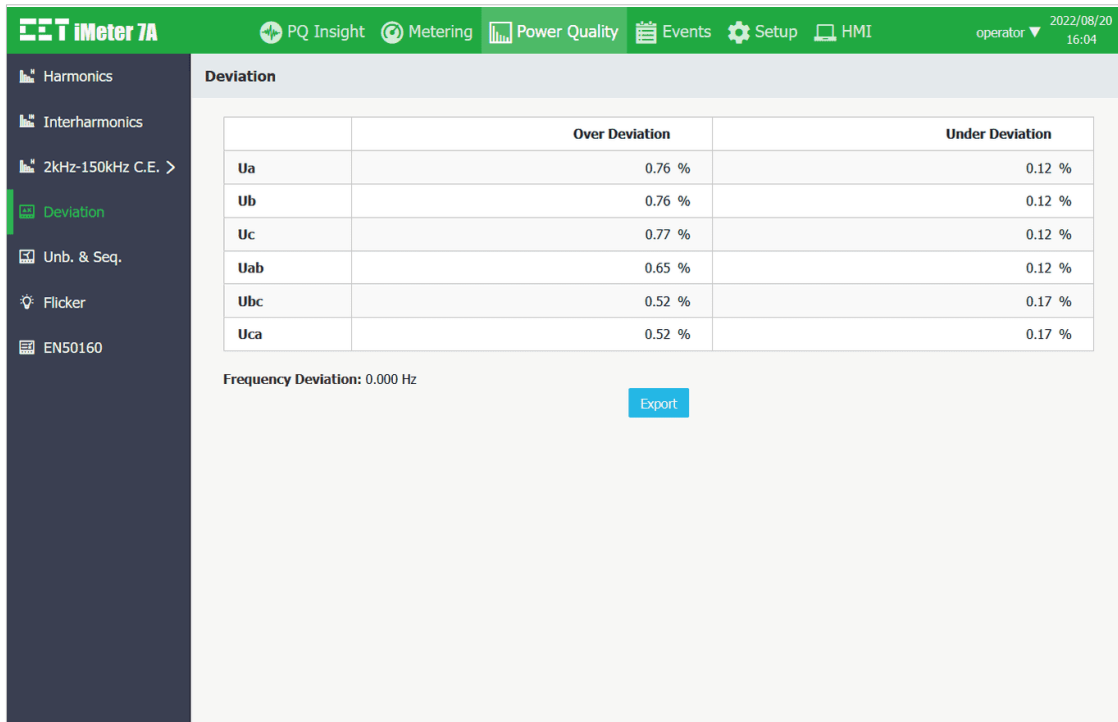 CET iMeter 7A PQ Insight Metering Power Quality Events Setup HMI operator ▼ 2022/08/20
16:04
Harmonics
Interharmonics
2kHz-150kHz C.E. >
Deviation
Unb. & Seq.
Flicker
EN50160
Deviation
Over Deviation Under Deviation
Ua 0.76 % 0.12 %
Ub 0.76 % 0.12 %
Uc 0.77 % 0.12 %
Uab 0.65 % 0.12 %
Ubc 0.52 % 0.17 %
Uca 0.52 % 0.17 %
Frequency Deviation: 0.000 Hz
Export